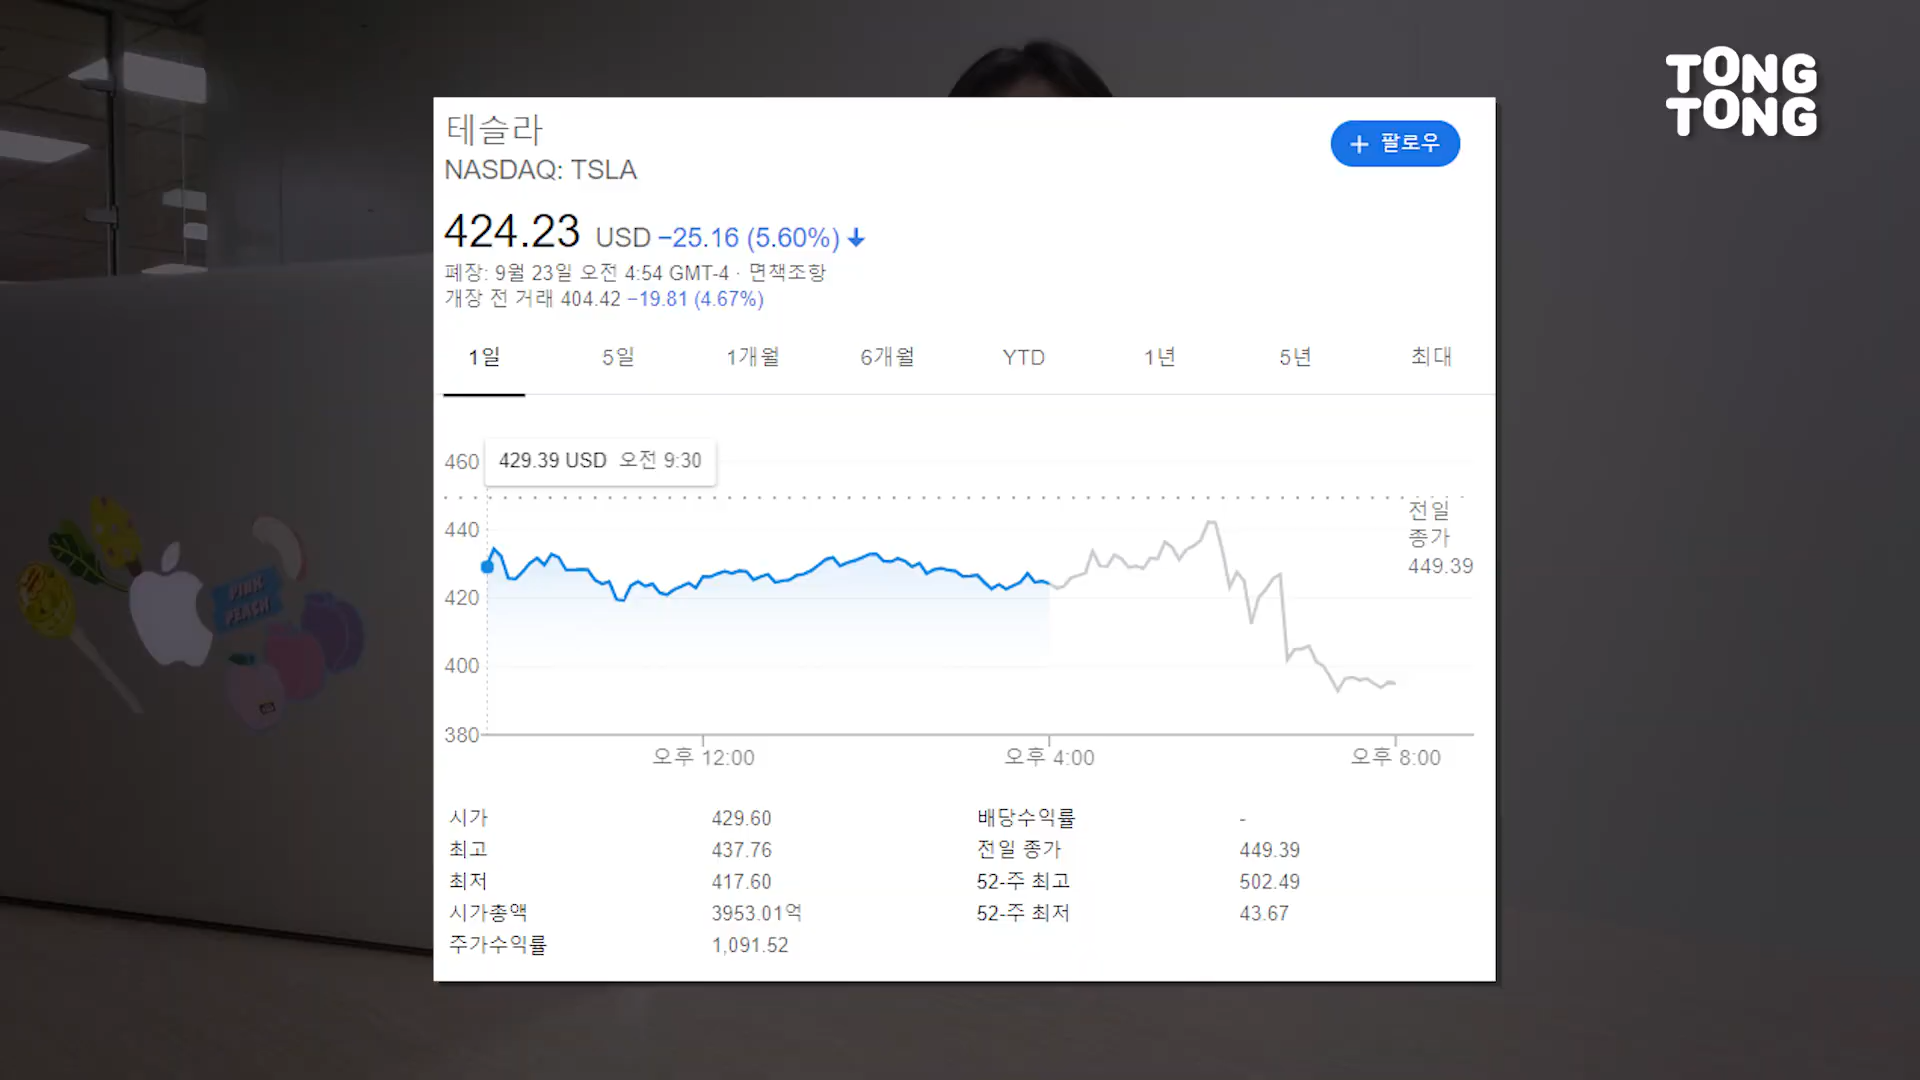 TONG
TONG
테슬라
NASDAQ: TSLA
+ 팔로우
424.23 USD −25.16 (5.60%) ↓
폐장: 9월 23일 오전 4:54 GMT-4 · 면책조항
개장 전 거래 404.42 −19.81 (4.67%)
1일 5일 1개월 6개월 YTD 1년 5년 최대
460
429.39 USD 오전 9:30
440
420
400
380
전일
종가
449.39
오후 12:00 오후 4:00 오후 8:00
시가 429.60 배당수익률 -
최고 437.76 전일 종가 449.39
최저 417.60 52-주 최고 502.49
시가총액 3953.01억 52-주 최저 43.67
주가수익률 1,091.52
PINK
PEACH